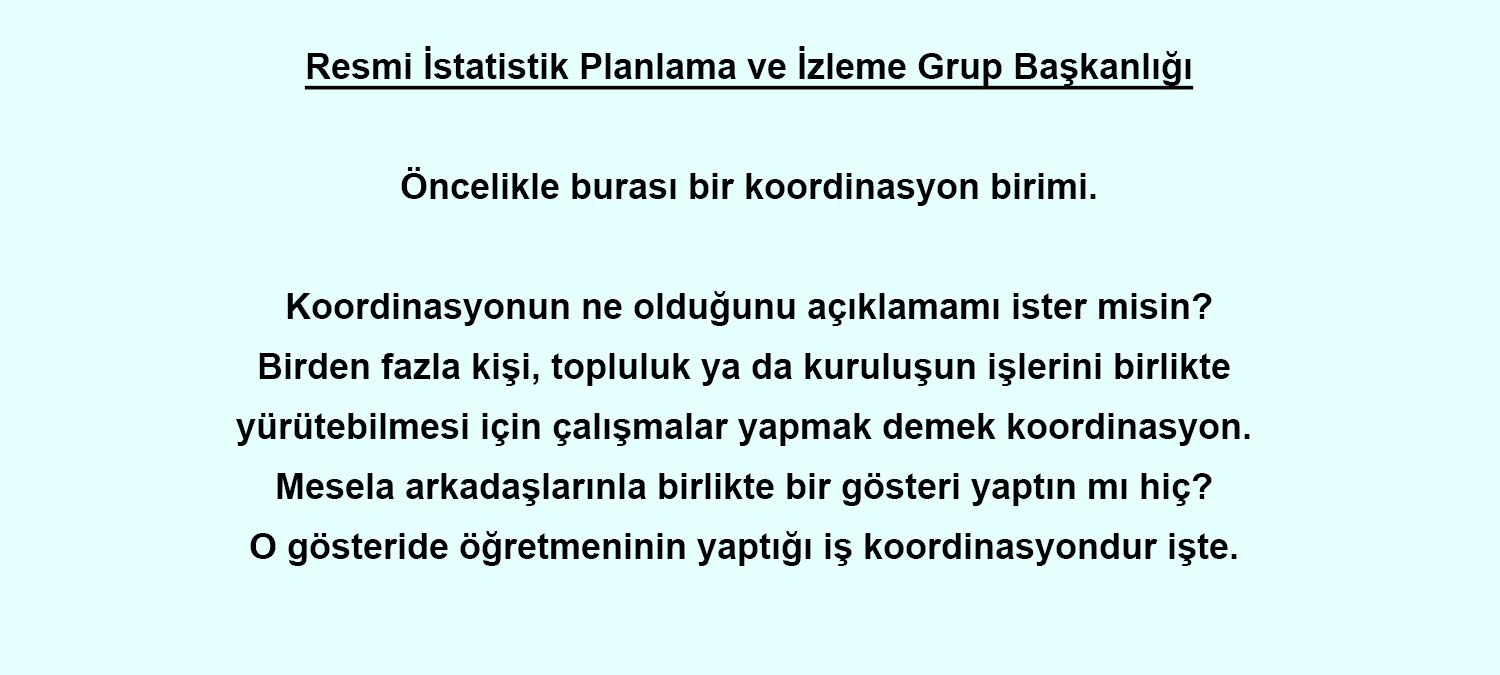 Resmi İstatistik Planlama ve İzleme Grup Başkanlığı
Öncelikle burası bir koordinasyon birimi.
Koordinasyonun ne olduğunu açıklamamı ister misin?
Birden fazla kişi, topluluk ya da kuruluşun işlerini birlikte
yürütebilmesi için çalışmalar yapmak demek koordinasyon.
Mesela arkadaşlarınla birlikte bir gösteri yaptın mı hiç?
O gösteride öğretmeninin yaptığı iş koordinasyondur işte.